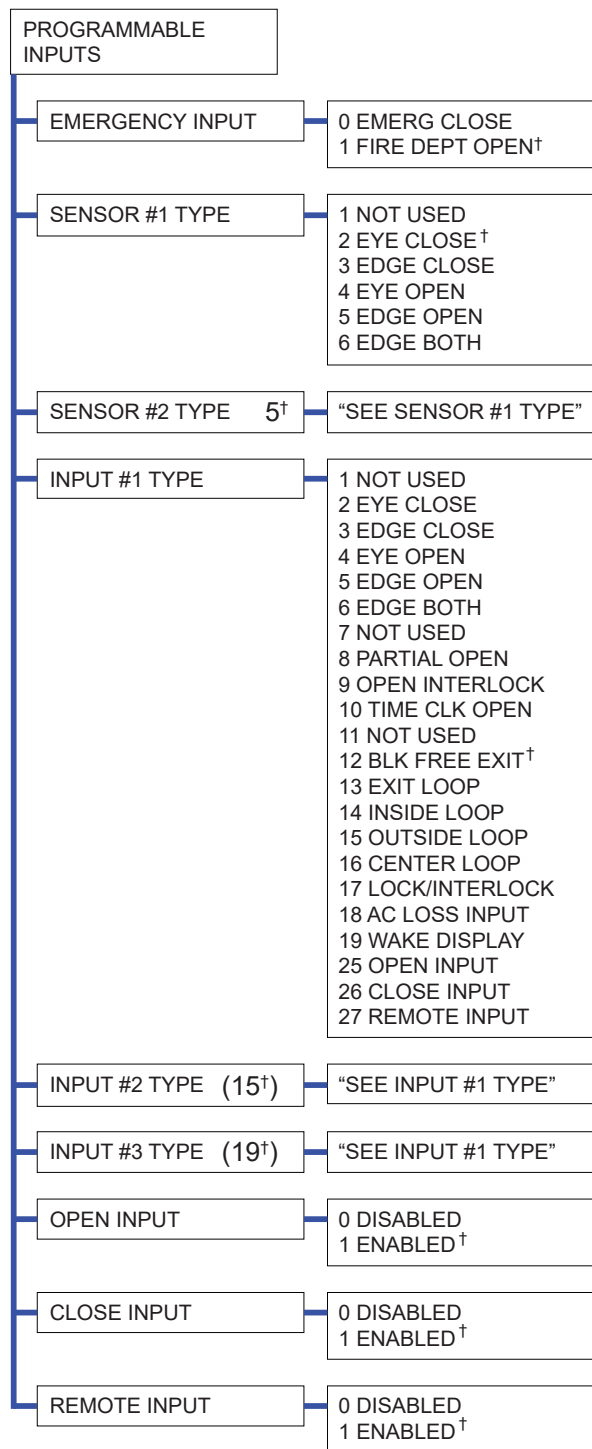 PROGRAMMABLE
INPUTS
EMERGENCY INPUT
0 EMERG CLOSE
1 FIRE DEPT OPEN†
SENSOR #1 TYPE
1 NOT USED
2 EYE CLOSE†
3 EDGE CLOSE
4 EYE OPEN
5 EDGE OPEN
6 EDGE BOTH
SENSOR #2 TYPE 5†
“SEE SENSOR #1 TYPE”
INPUT #1 TYPE
1 NOT USED
2 EYE CLOSE
3 EDGE CLOSE
4 EYE OPEN
5 EDGE OPEN
6 EDGE BOTH
7 NOT USED
8 PARTIAL OPEN
9 OPEN INTERLOCK
10 TIME CLK OPEN
11 NOT USED
12 BLK FREE EXIT†
13 EXIT LOOP
14 INSIDE LOOP
15 OUTSIDE LOOP
16 CENTER LOOP
17 LOCK/INTERLOCK
18 AC LOSS INPUT
19 WAKE DISPLAY
25 OPEN INPUT
26 CLOSE INPUT
27 REMOTE INPUT
INPUT #2 TYPE (15†)
“SEE INPUT #1 TYPE”
INPUT #3 TYPE (19†)
“SEE INPUT #1 TYPE”
OPEN INPUT
0 DISABLED
1 ENABLED†
CLOSE INPUT
0 DISABLED
1 ENABLED†
REMOTE INPUT
0 DISABLED
1 ENABLED†